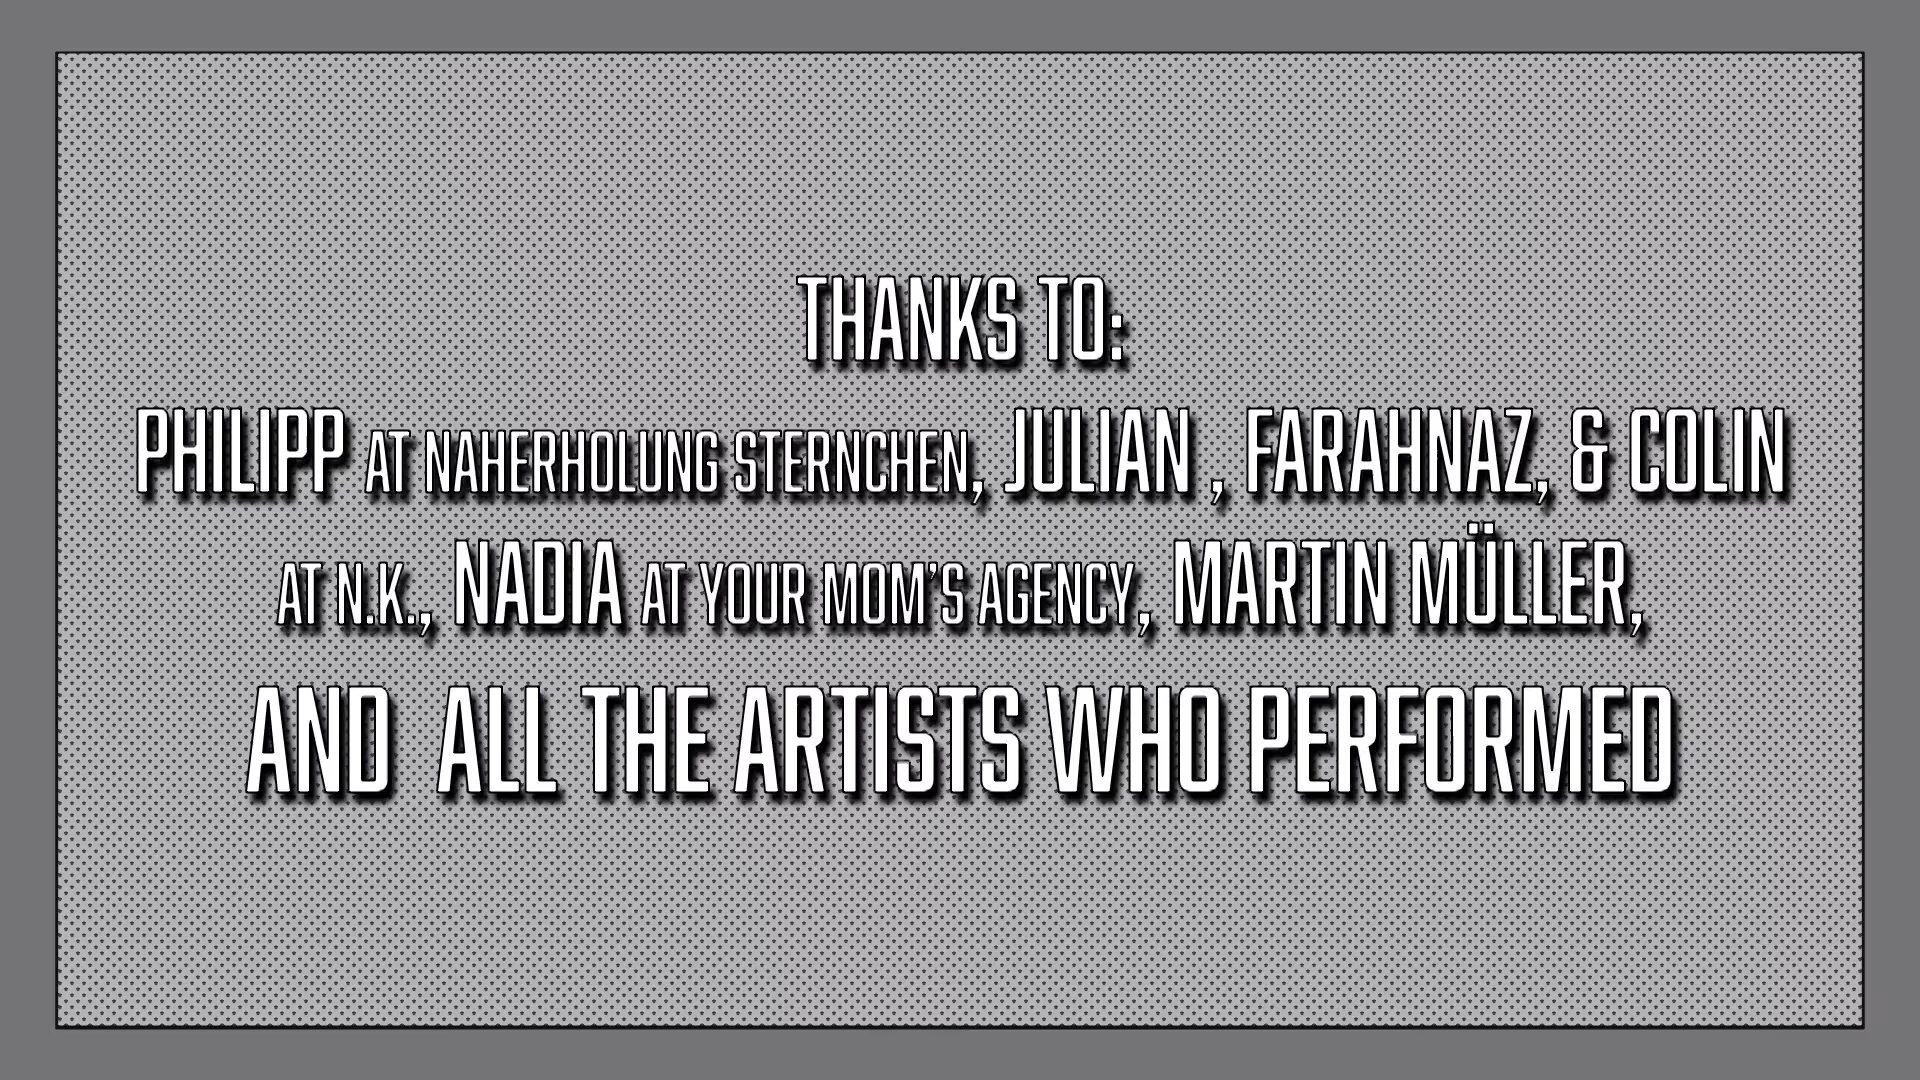 THANKS TO:
PHILIPP AT NAHERHOLUNG STERNCHEN, JULIAN , FARAHNAZ, & COLIN
AT N.K., NADIA AT YOUR MOM'S AGENCY, MARTIN MÜLLER,
AND ALL THE ARTISTS WHO PERFORMED